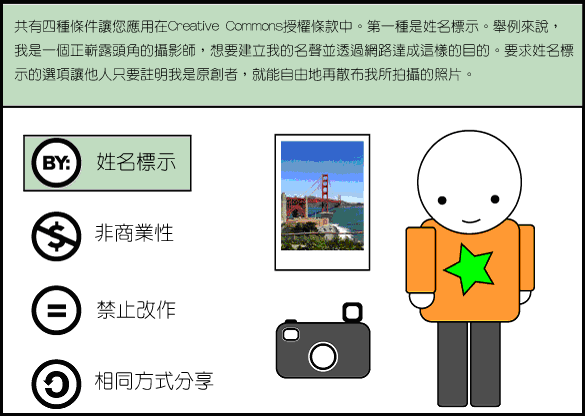 共有四種條件讓您應用在Creative Commons授權條款中。第一種是姓名標示。舉例來說，
我是一個正嶄露頭角的攝影師，想要建立我的名聲並透過網路達成這樣的目的。要求姓名標
示的選項讓他人只要註明我是原創者，就能自由地再散布我所拍攝的照片。
BY: 姓名標示
$ 非商業性
= 禁止改作
相同方式分享